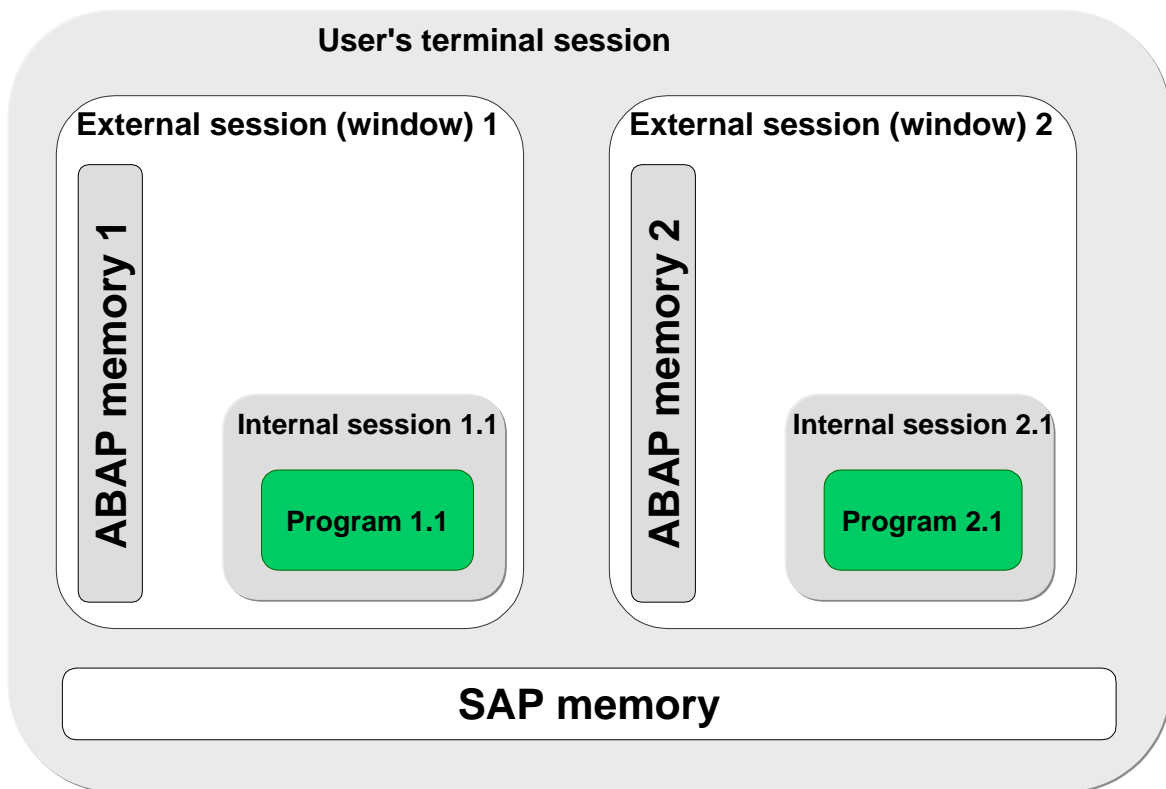 User's terminal session
External session (window) 1
ABAP memory 1
Internal session 1.1
Program 1.1
External session (window) 2
ABAP memory 2
Internal session 2.1
Program 2.1
SAP memory